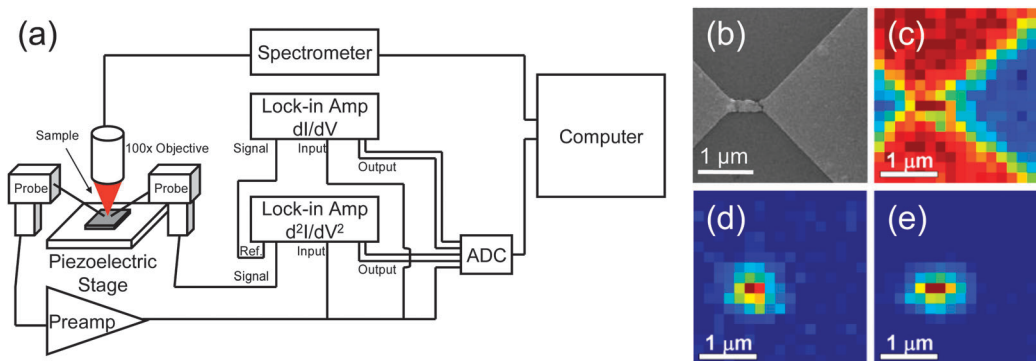 (a)
Spectrometer
Lock-in Amp
dI/dV
Signal
Input
Output
Computer
Sample
100x Objective
Probe
Probe
Lock-in Amp
d²I/dV²
Ref.
Signal
Input
Output
ADC
Piezoelectric
Stage
Preamp
(b)
1 µm
(c)
1 µm
(d)
1 µm
(e)
1 µm